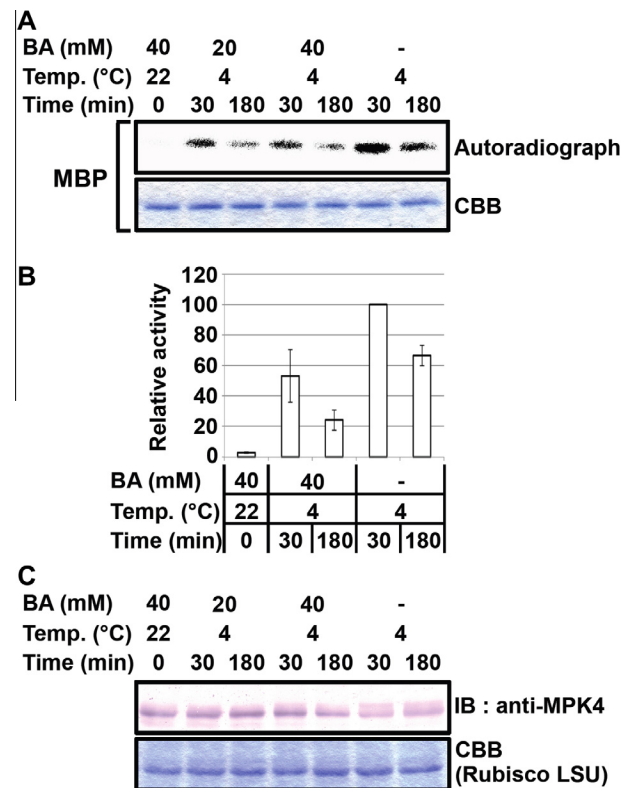 A
BA (mM) 40 20 40 -
Temp. (°C) 22 4 4 4
Time (min) 0 30 180 30 180 30 180
MBP
Autoradiograph
CBB
B
Relative activity
120
100
80
60
40
20
0
BA (mM) 40 40 -
Temp. (°C) 22 4 4
Time (min) 0 30 180 30 180
C
BA (mM) 40 20 40 -
Temp. (°C) 22 4 4 4
Time (min) 0 30 180 30 180 30 180
IB : anti-MPK4
CBB
(Rubisco LSU)